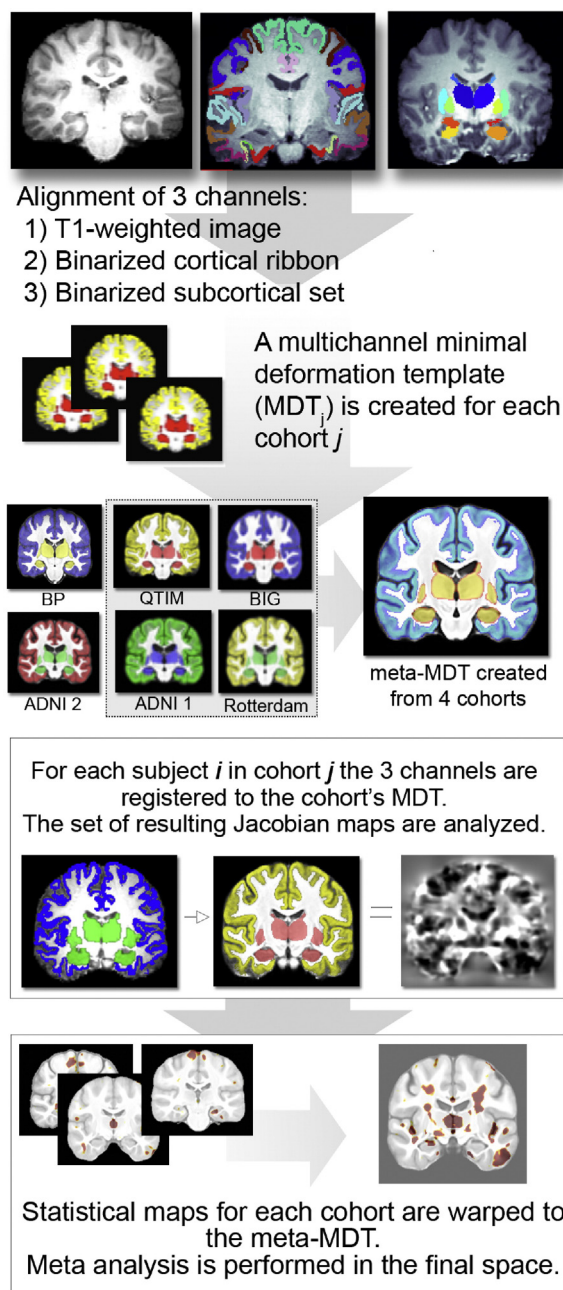 Alignment of 3 channels:
1) T1-weighted image
2) Binarized cortical ribbon
3) Binarized subcortical set
A multichannel minimal
deformation template
(MDTj) is created for each
cohort j
BP
QTIM
BIG
ADNI 2
ADNI 1
Rotterdam
meta-MDT created
from 4 cohorts
For each subject i in cohort j the 3 channels are
registered to the cohort's MDT.
The set of resulting Jacobian maps are analyzed.
=
Statistical maps for each cohort are warped to
the meta-MDT.
Meta analysis is performed in the final space.